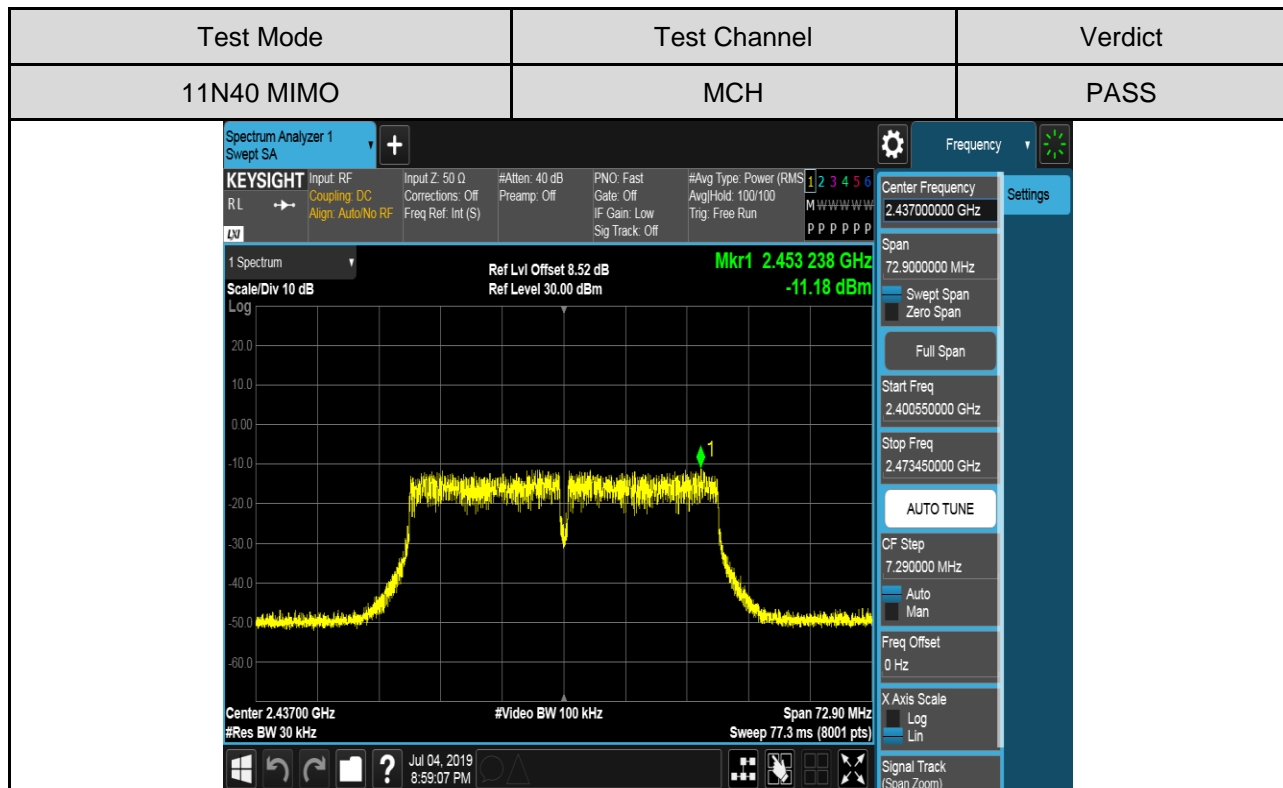 Test Mode Test Channel Verdict
11N40 MIMO MCH PASS
Spectrum Analyzer 1
Swept SA
+
Frequency
KEYSIGHT
RL
LXI
Input: RF
Coupling: DC
Align: Auto/No RF
Input Z: 50 Ω
Corrections: Off
Freq Ref: Int (S)
#Atten: 40 dB
Preamp: Off
PNO: Fast
Gate: Off
IF Gain: Low
Sig Track: Off
#Avg Type: Power (RMS
Avg|Hold: 100/100
Trig: Free Run
1 2 3 4 5 6
M W W W W W
P P P P P P
1 Spectrum
Scale/Div 10 dB
Ref Lvl Offset 8.52 dB
Ref Level 30.00 dBm
Mkr1 2.453 238 GHz
-11.18 dBm
Log
20.0
10.0
0.00
-10.0
-20.0
-30.0
-40.0
-50.0
-60.0
1
Center 2.43700 GHz
#Res BW 30 kHz
#Video BW 100 kHz
Span 72.90 MHz
Sweep 77.3 ms (8001 pts)
?
Jul 04, 2019
8:59:07 PM
Center Frequency
2.437000000 GHz
Span
72.9000000 MHz
Swept Span
Zero Span
Full Span
Start Freq
2.400550000 GHz
Stop Freq
2.473450000 GHz
AUTO TUNE
CF Step
7.290000 MHz
Auto
Man
Freq Offset
0 Hz
X Axis Scale
Log
Lin
Signal Track
(Span Zoom)
Settings